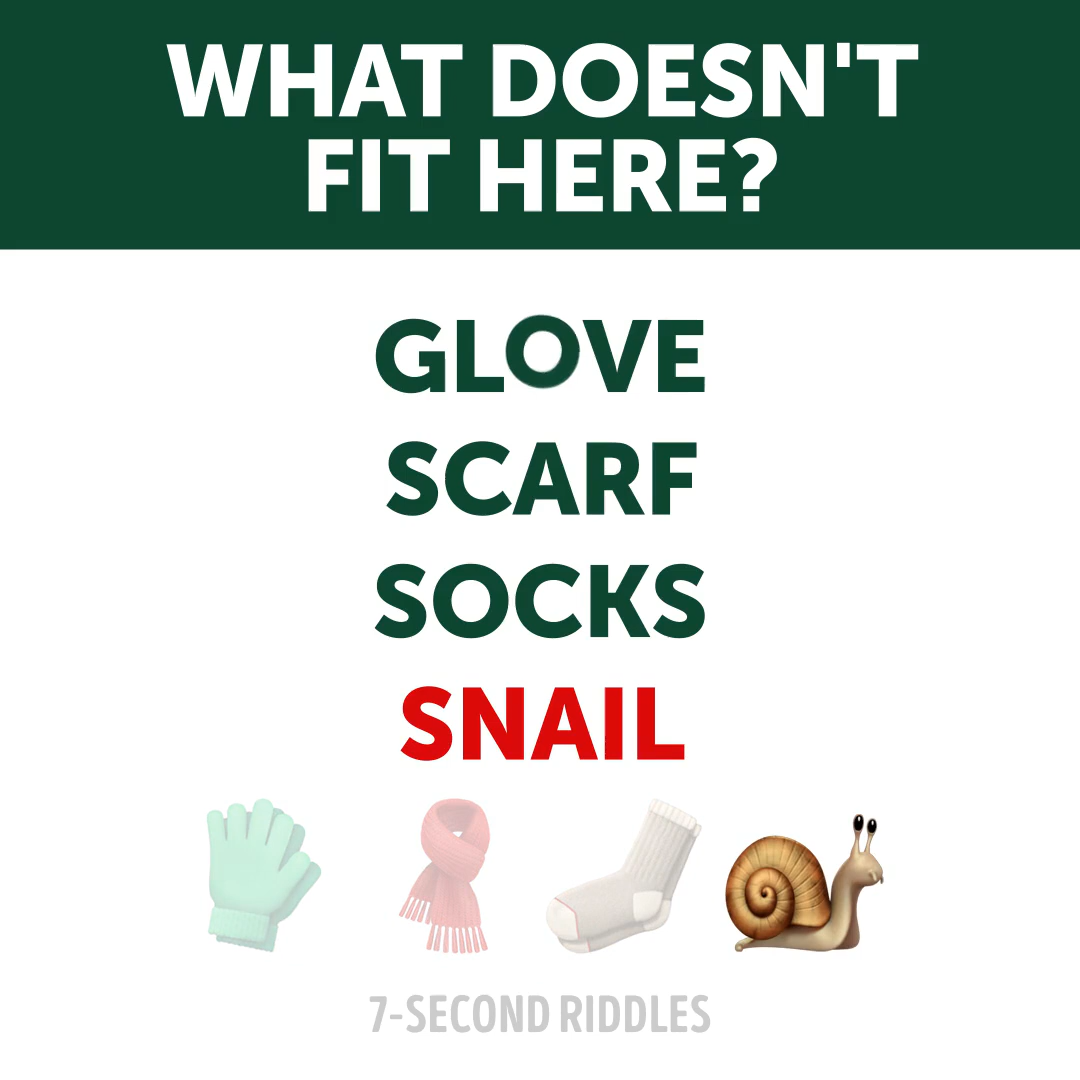 WHAT DOESN'T
FIT HERE?
GLOVE
SCARF
SOCKS
SNAIL
7-SECOND RIDDLES